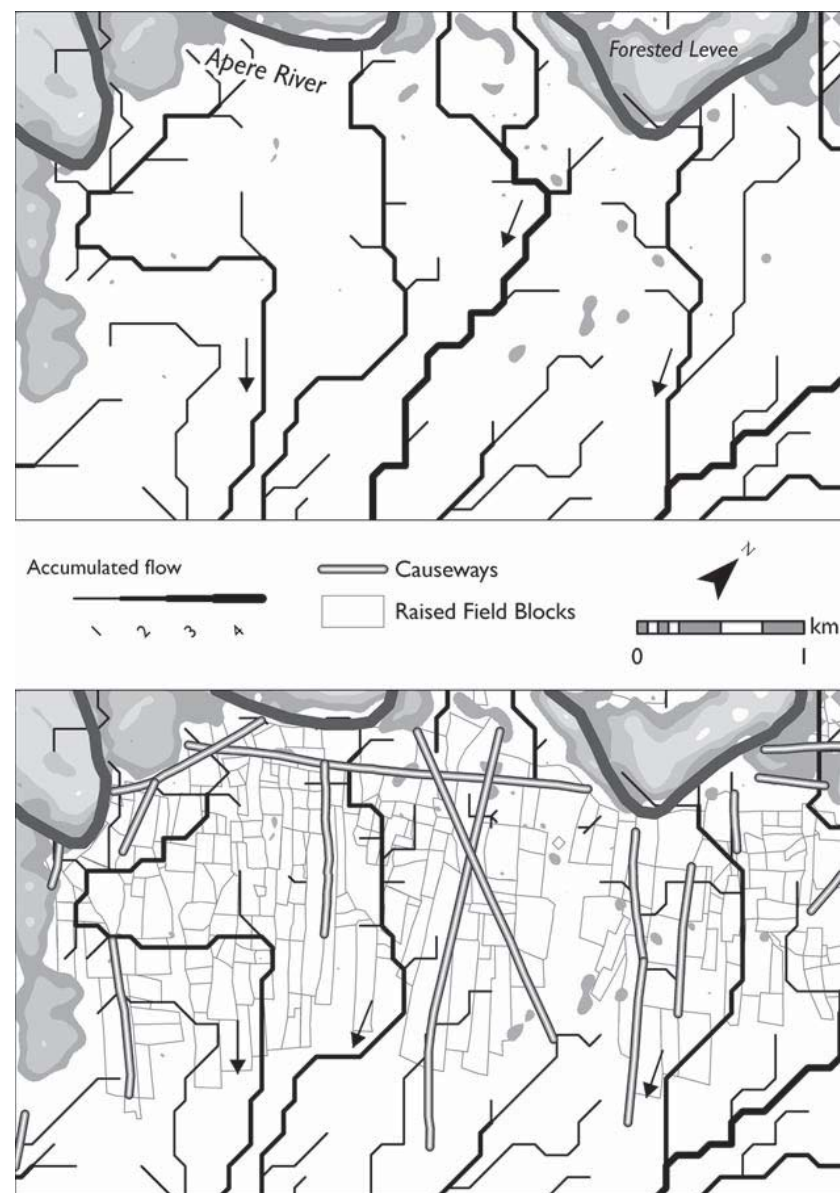 Apere River
Forested Levee
Accumulated flow
1 2 3 4
Causeways
Raised Field Blocks
N
km
0 1